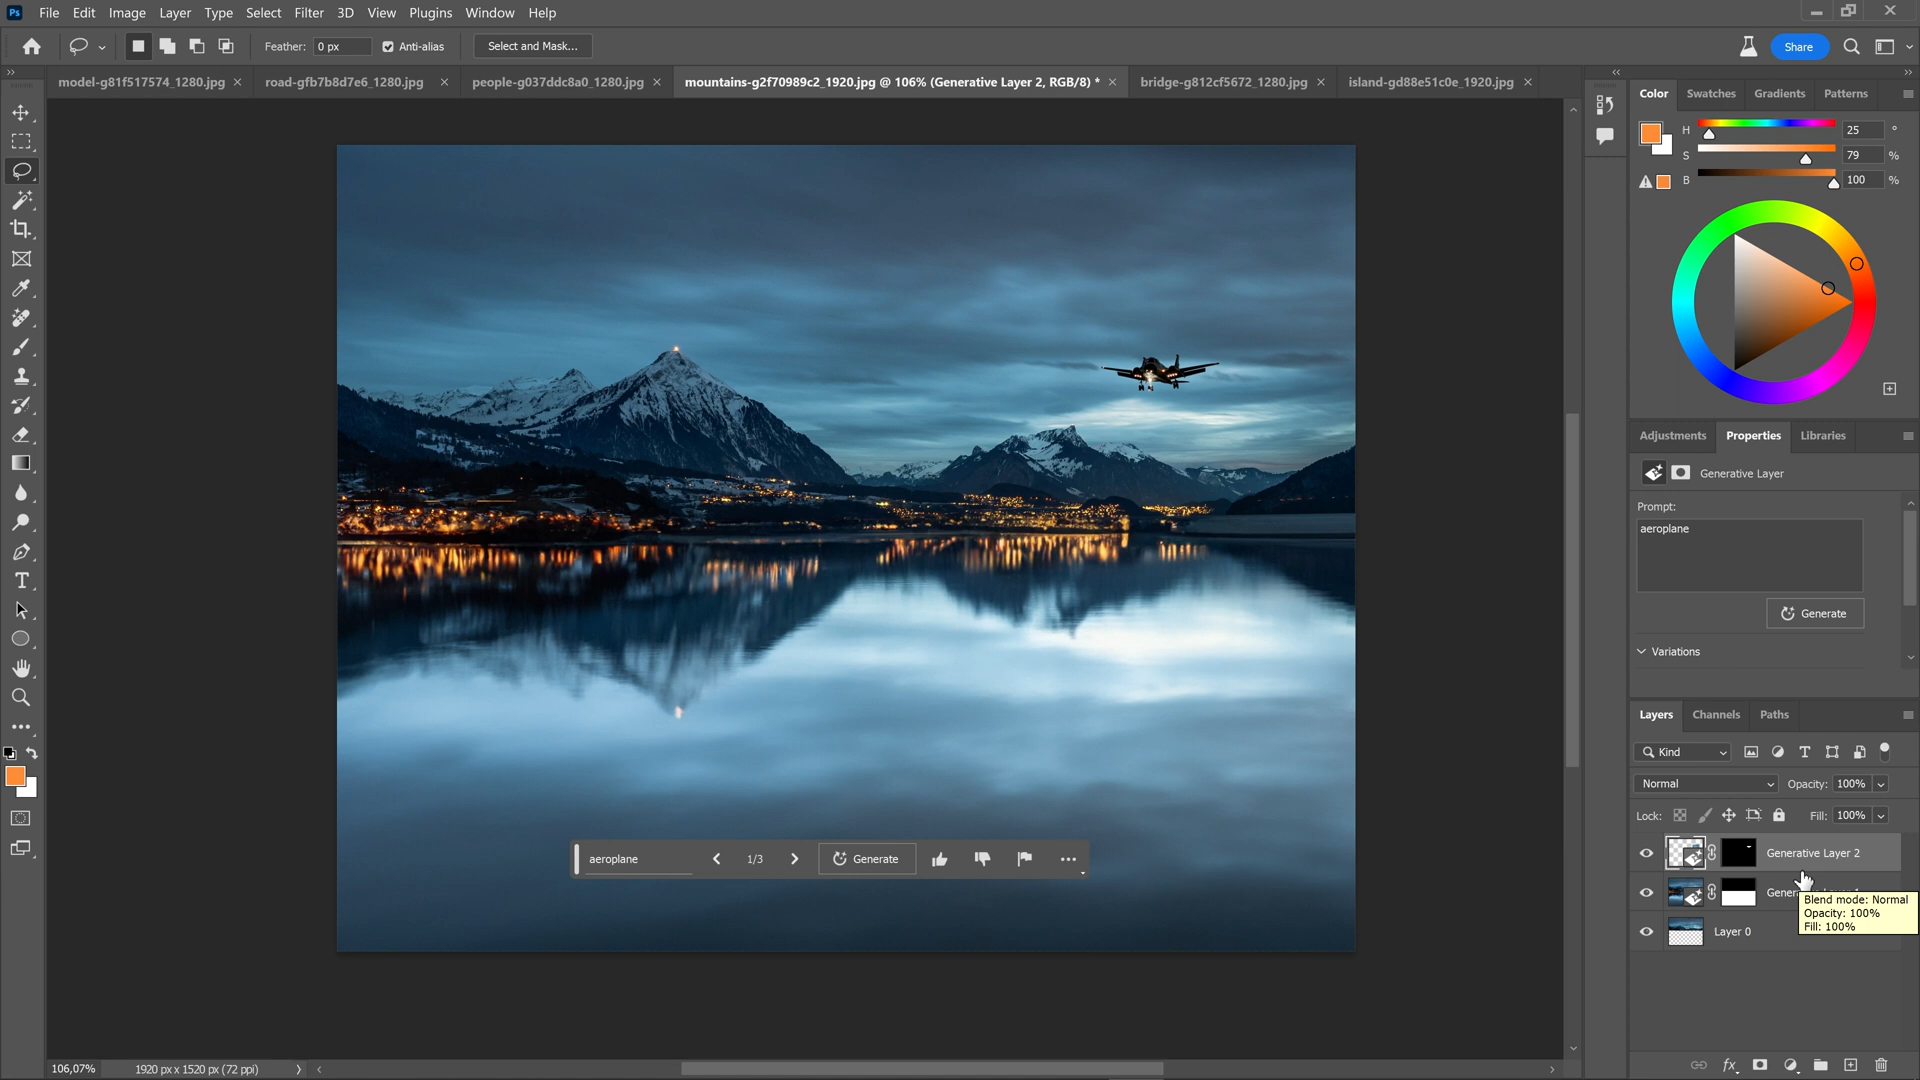 Ps File Edit Image Layer Type Select Filter 3D View Plugins Window Help
Feather: 0 px Anti-alias Select and Mask... Share
model-g81f517574_1280.jpg road-gfb7b8d7e6_1280.jpg people-g037ddc8a0_1280.jpg mountains-g2f70989c2_1920.jpg @ 106% (Generative Layer 2, RGB/8) * bridge-g812cf5672_1280.jpg island-gd88e51c0e_1920.jpg
Color Swatches Gradients Patterns
H 25 °
S 79 %
B 100 %
Adjustments Properties Libraries
Generative Layer
Prompt:
aeroplane
Generate
Variations
Layers Channels Paths
Kind
Normal Opacity: 100%
Lock: Fill: 100%
Generative Layer 2
Blend mode: Normal
Opacity: 100%
Fill: 100%
Layer 0
aeroplane 1/3 Generate
106,07% 1920 px x 1520 px (72 ppi)